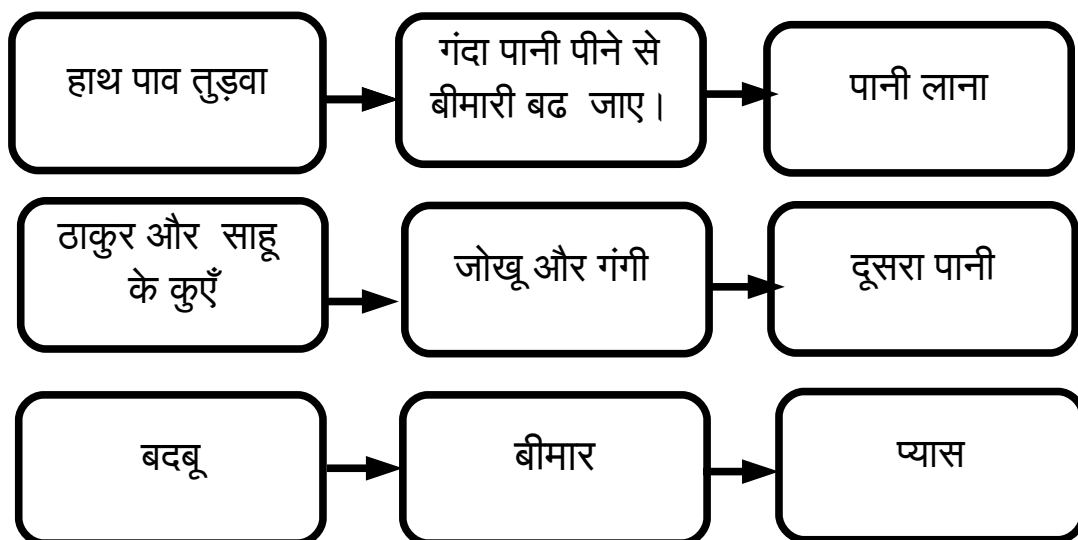 हाथ पाव तुड़वा
गंदा पानी पीने से
बीमारी बढ जाए।
पानी लाना
ठाकुर और साहू
के कुएँ
जोखू और गंगी
दूसरा पानी
बदबू
बीमार
प्यास